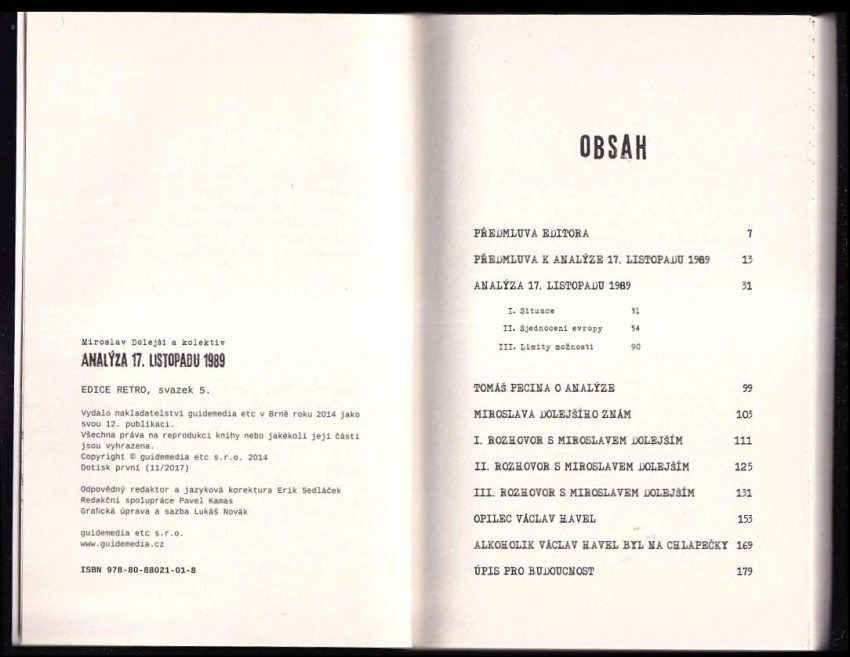 Miroslav Dolejší a kolektiv
ANALÝZA 17. LISTOPADU 1989
EDICE RETRO, svazek 5.
Vydalo nakladatelství guidemedia etc v Brně roku 2014 jako
svou 12. publikaci.
Všechna práva na reprodukci knihy nebo jakékoli její části
jsou vyhrazena.
Copyright © guidemedia etc s.r.o. 2014
Dotisk první (11/2017)
Odpovědný redaktor a jazyková korektura Erik Sedláček
Redakční spolupráce Pavel Kamas
Grafická úprava a sazba Lukáš Novák
guidemedia etc s.r.o.
www.guidemedia.cz
ISBN 978-80-88021-01-8
OBSAH
PŘEDMLUVA EDITORA 7
PŘEDMLUVA K ANALÝZE 17. LISTOPADU 1989 13
ANALÝZA 17. LISTOPADU 1989 31
I. Situace 31
II. Sjednocení evropy 54
III. Limity možností 90
TOMÁŠ PECINA O ANALÝZE 99
MIROSLAVA DOLEJŠÍHO ZNÁM 103
I. ROZHOVOR S MIROSLAVEM DOLEJŠÍM 111
II. ROZHOVOR S MIROSLAVEM DOLEJŠÍM 125
III. ROZHOVOR S MIROSLAVEM DOLEJŠÍM 131
OPILEC VÁCLAV HAVEL 153
ALKOHOLIK VÁCLAV HAVEL BYL NA CHLAPEČKY 169
ÚPIS PRO BUDOUCNOST 179